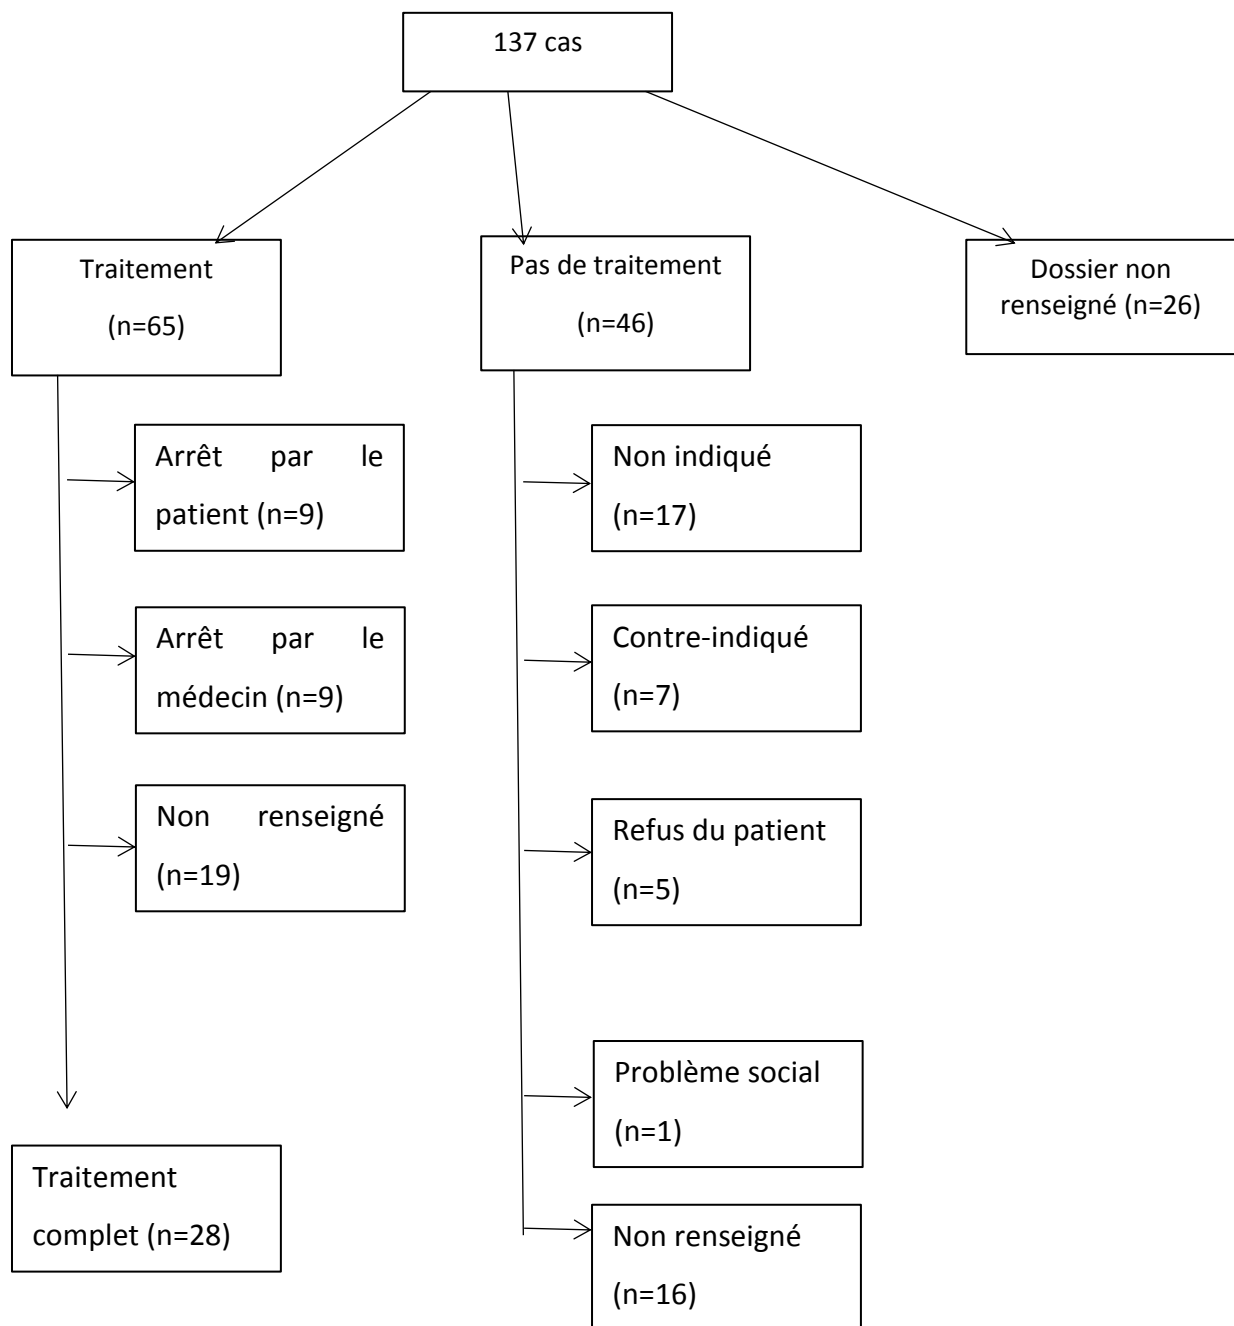 137 cas
Traitement
(n=65)
Pas de traitement
(n=46)
Dossier non
renseigné (n=26)
Arrêt par le
patient (n=9)
Arrêt par le
médecin (n=9)
Non renseigné
(n=19)
Traitement
complet (n=28)
Non indiqué
(n=17)
Contre-indiqué
(n=7)
Refus du patient
(n=5)
Problème social
(n=1)
Non renseigné
(n=16)